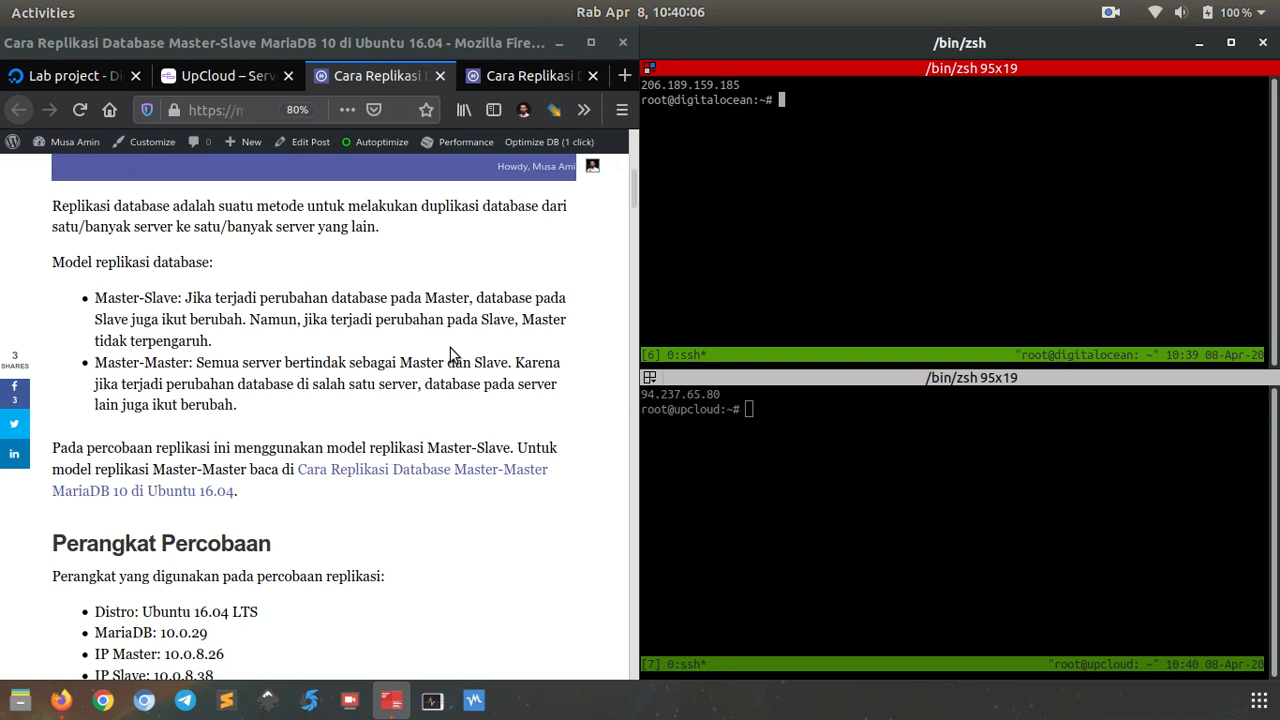 Activities
Rab Apr 8, 10:40:06
100 %
Cara Replikasi Database Master-Slave MariaDB 10 di Ubuntu 16.04 - Mozilla Fire...
Lab project - Di
UpCloud – Serv
Cara Replikasi D
Cara Replikasi D
https://m
80%
Musa Amin
Customize
0
New
Edit Post
Autoptimize
Performance
Optimize DB (1 click)
Howdy, Musa Ami
Replikasi database adalah suatu metode untuk melakukan duplikasi database dari
satu/banyak server ke satu/banyak server yang lain.
Model replikasi database:
Master-Slave: Jika terjadi perubahan database pada Master, database pada
Slave juga ikut berubah. Namun, jika terjadi perubahan pada Slave, Master
tidak terpengaruh.
Master-Master: Semua server bertindak sebagai Master dan Slave. Karena
jika terjadi perubahan database di salah satu server, database pada server
lain juga ikut berubah.
3
SHARES
3
Pada percobaan replikasi ini menggunakan model replikasi Master-Slave. Untuk
model replikasi Master-Master baca di Cara Replikasi Database Master-Master
MariaDB 10 di Ubuntu 16.04.
Perangkat Percobaan
Perangkat yang digunakan pada percobaan replikasi:
Distro: Ubuntu 16.04 LTS
MariaDB: 10.0.29
IP Master: 10.0.8.26
IP Slave: 10.0.8.38
/bin/zsh
/bin/zsh 95x19
206.189.159.185
root@digitalocean:~#
[6] 0:ssh*
"root@digitalocean: ~" 10:39 08-Apr-20
/bin/zsh 95x19
94.237.65.80
root@upcloud:~#
[7] 0:ssh*
"root@upcloud: ~" 10:40 08-Apr-20